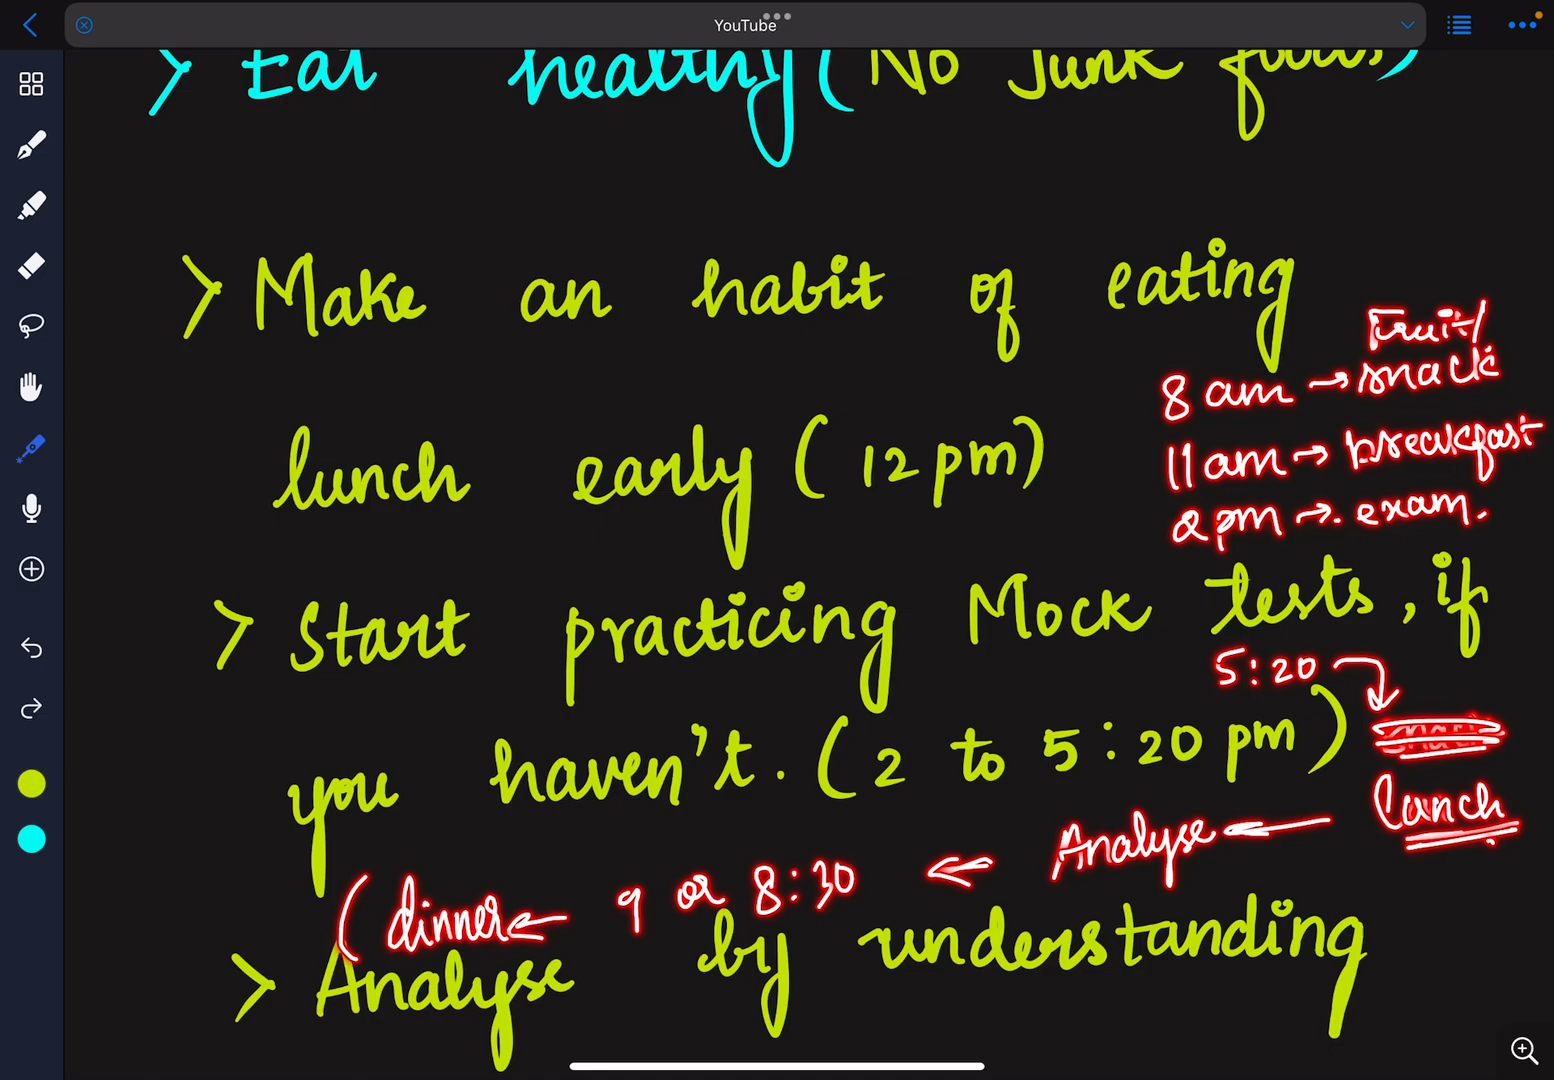 YouTube
> Eat healthy (No Junk foods)
> Make an habit of eating
Fruit/
8 am → snack
lunch early (12 pm)
11 am → breakfast
2 pm → exam.
> Start practicing Mock tests, if
5:20
you haven't. (2 to 5:20 pm)
lunch
Analyse ←
(dinner ← 9 or 8:30 ←
> Analyse by understanding